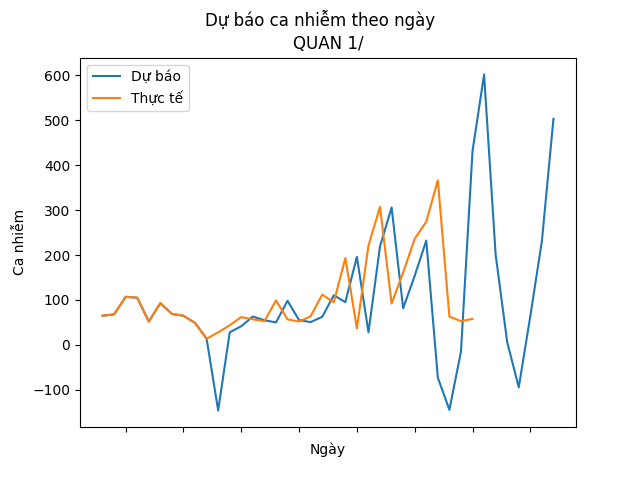 Dự báo ca nhiễm theo ngày
QUAN 1/
Dự báo
Thực tế
600
500
400
300
200
100
0
−100
Ca nhiễm
Ngày